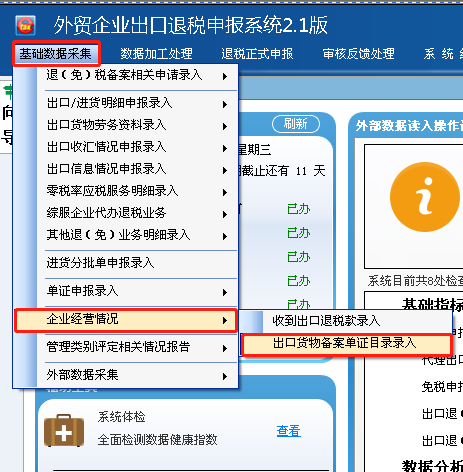 外贸企业出口退税申报系统2.1版
基础数据采集 数据加工处理 退税正式申报 审核反馈处理 系 统
退（免）税备案相关申请录入
出口/进货明细申报录入
出口货物劳务资料录入
出口收汇情况申报录入
出口信息情况申报录入
零税率应税服务明细录入
综服企业代办退税业务
其他退（免）业务明细录入
进货分批单申报录入
单证申报录入
企业经营情况
管理类别评定相关情况报告
外部数据采集
收到出口退税款录入
出口货物备案单证目录录入
向
导
刷新
星期三
截止还有 11 天
已办
已办
已办
已办
已办
系统体检
全面检测数据健康指数
查看
外部数据读入操作
系统目前共8处检查
基础指标
代理出口
免税申报
出口退（
出口退（
数据分析